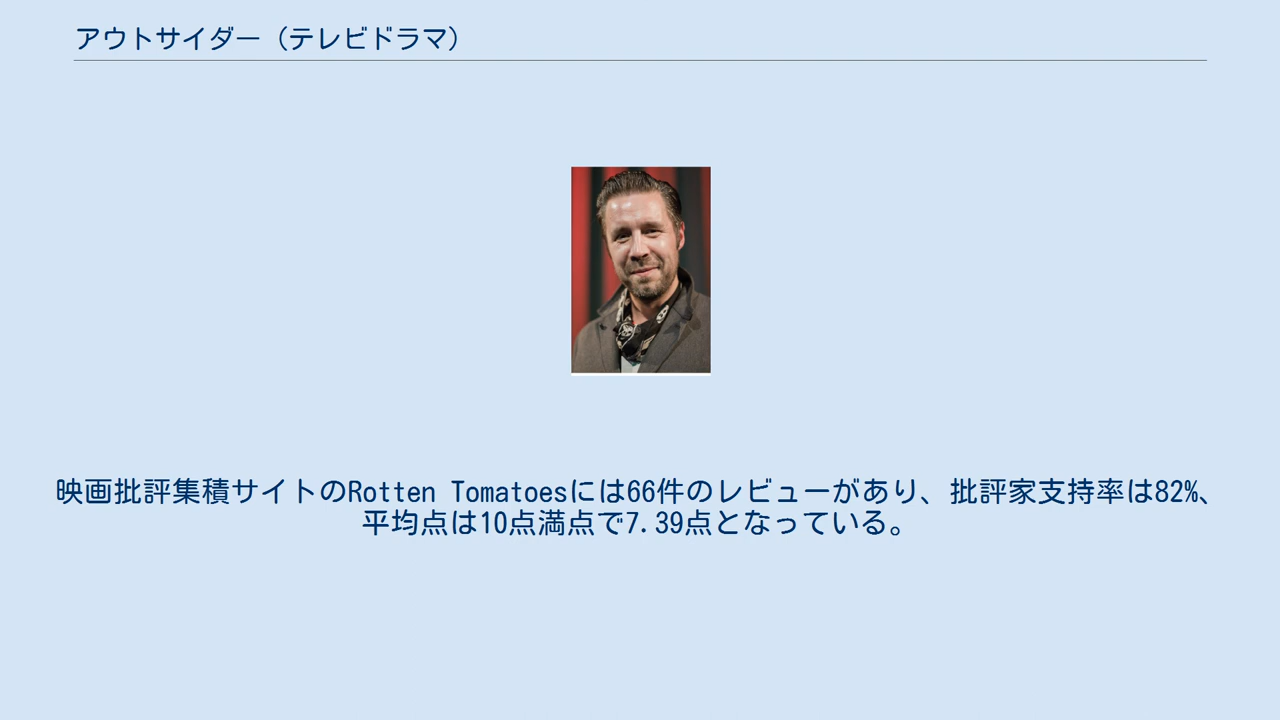 アウトサイダー（テレビドラマ）
映画批評集積サイトのRotten Tomatoesには66件のレビューがあり、批評家支持率は82%、
平均点は10点満点で7.39点となっている。